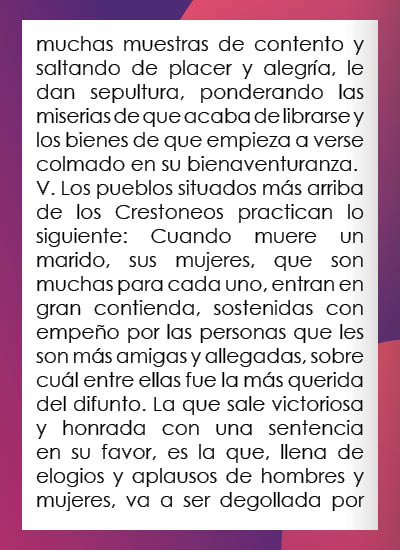 muchas muestras de contento y
saltando de placer y alegría, le
dan sepultura, ponderando las
miserias de que acaba de librarse y
los bienes de que empieza a verse
colmado en su bienaventuranza.
V. Los pueblos situados más arriba
de los Crestoneos practican lo
siguiente: Cuando muere un
marido, sus mujeres, que son
muchas para cada uno, entran en
gran contienda, sostenidas con
empeño por las personas que les
son más amigas y allegadas, sobre
cuál entre ellas fue la más querida
del difunto. La que sale victoriosa
y honrada con una sentencia
en su favor, es la que, llena de
elogios y aplausos de hombres y
mujeres, va a ser degollada por